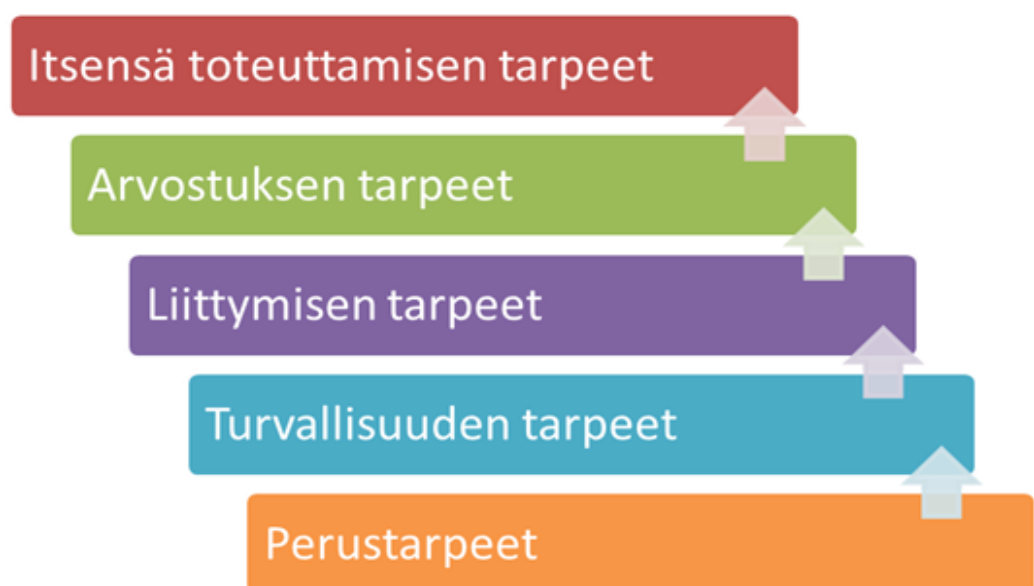 Itsensä toteuttamisen tarpeet
Arvostuksen tarpeet
Liittymisen tarpeet
Turvallisuuden tarpeet
Perustarpeet